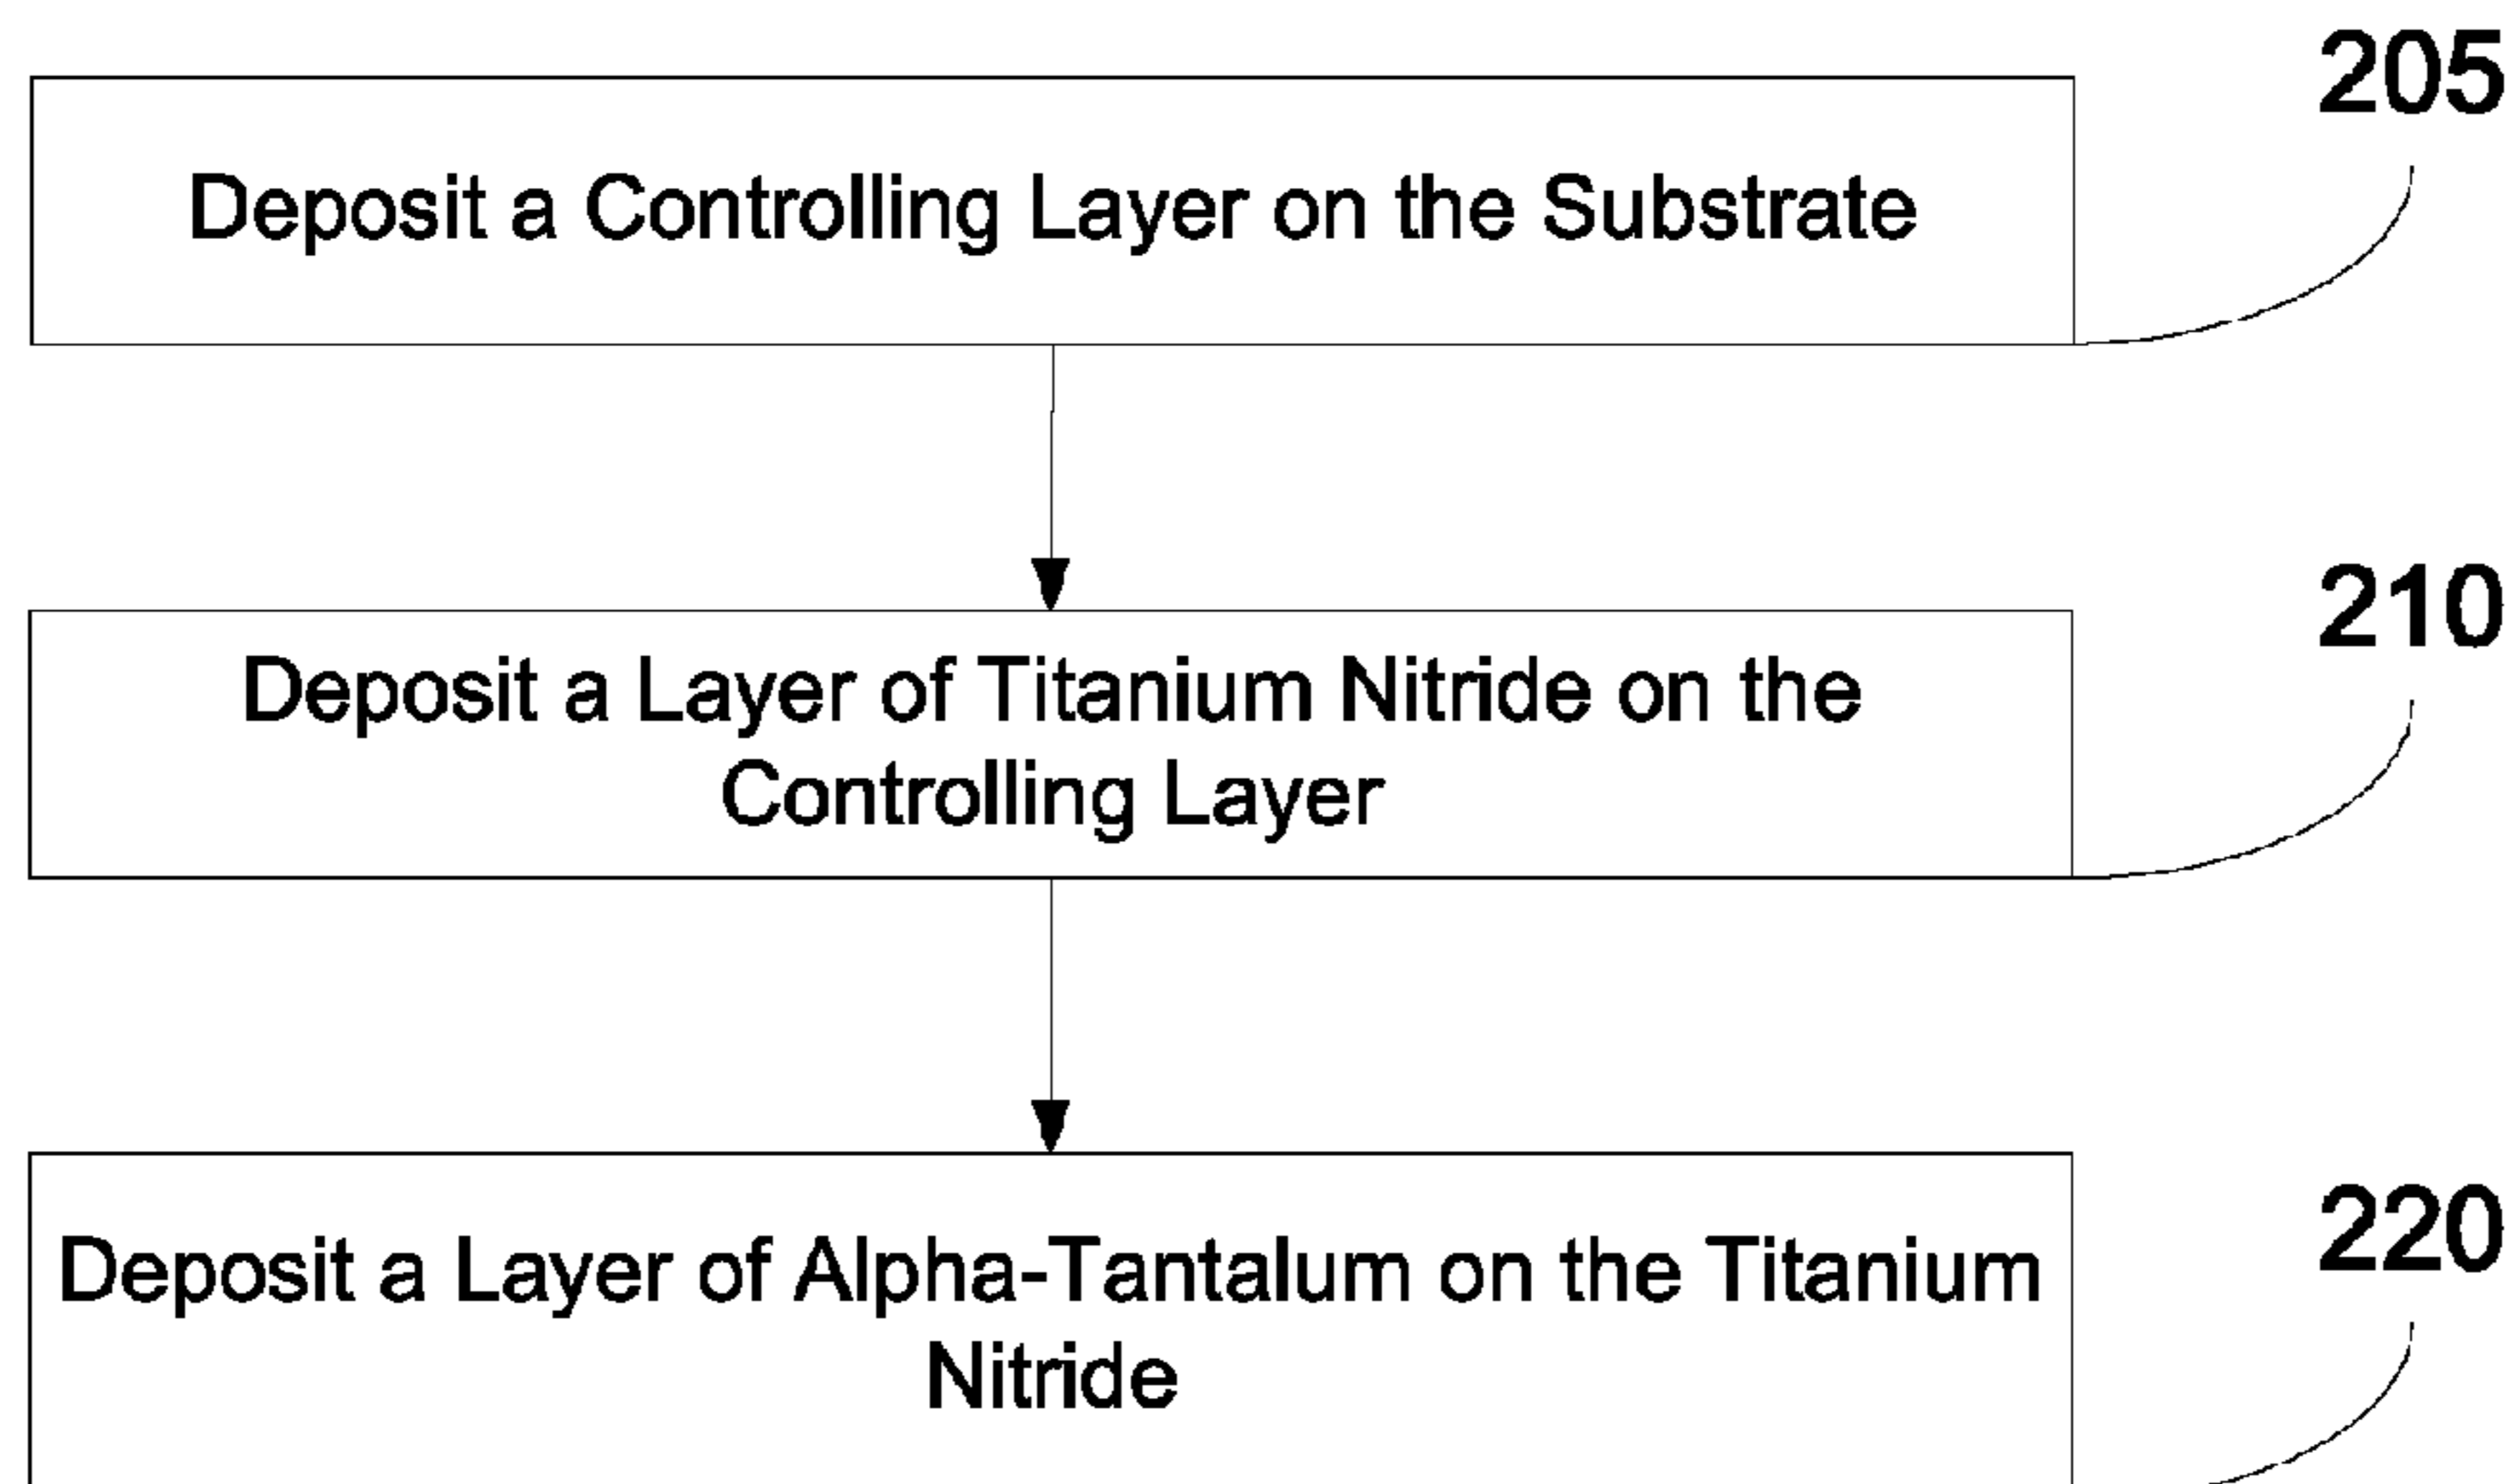 205
Deposit a Controlling Layer on the Substrate
210
Deposit a Layer of Titanium Nitride on the
Controlling Layer
220
Deposit a Layer of Alpha-Tantalum on the Titanium
Nitride